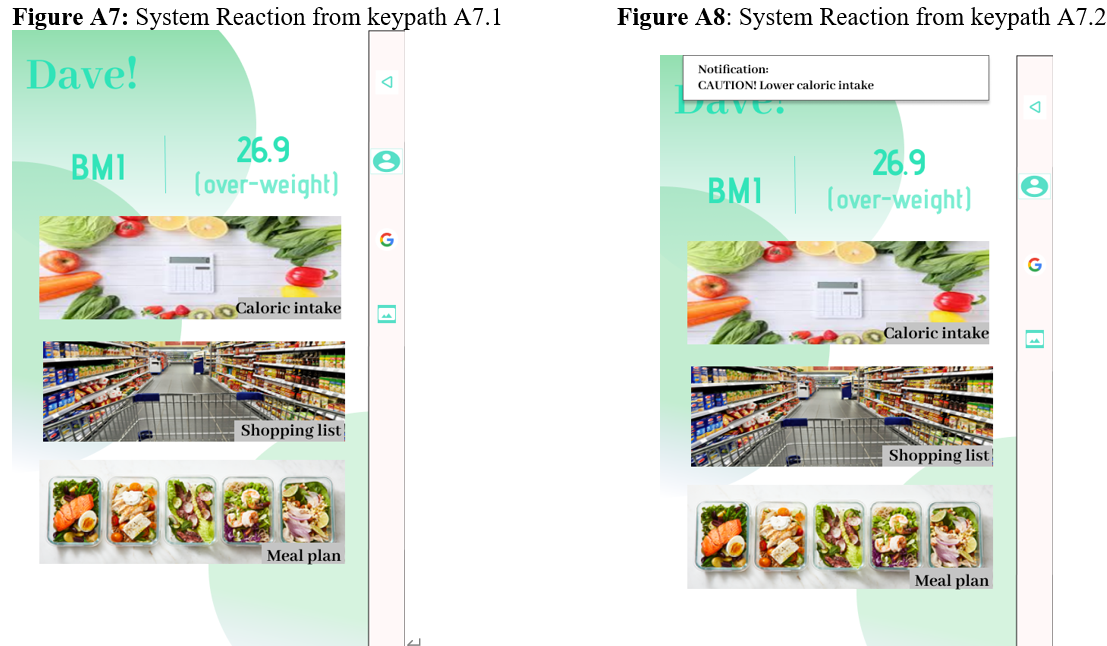 Figure A7: System Reaction from keypath A7.1
Dave!
BM1
26.9
(over-weight)
Caloric intake
Shopping list
Meal plan
Figure A8: System Reaction from keypath A7.2
Notification:
CAUTION! Lower caloric intake
Dave!
BM1
26.9
(over-weight)
Caloric intake
Shopping list
Meal plan